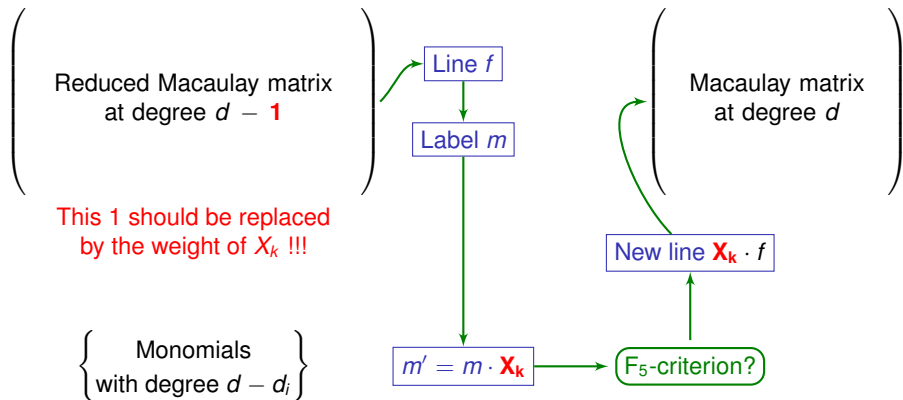 Reduced Macaulay matrix
at degree d − 1
This 1 should be replaced
by the weight of X_k !!!
Monomials
with degree d − d_i
Line f
Label m
m′ = m · X_k
F_5-criterion?
New line X_k · f
Macaulay matrix
at degree d